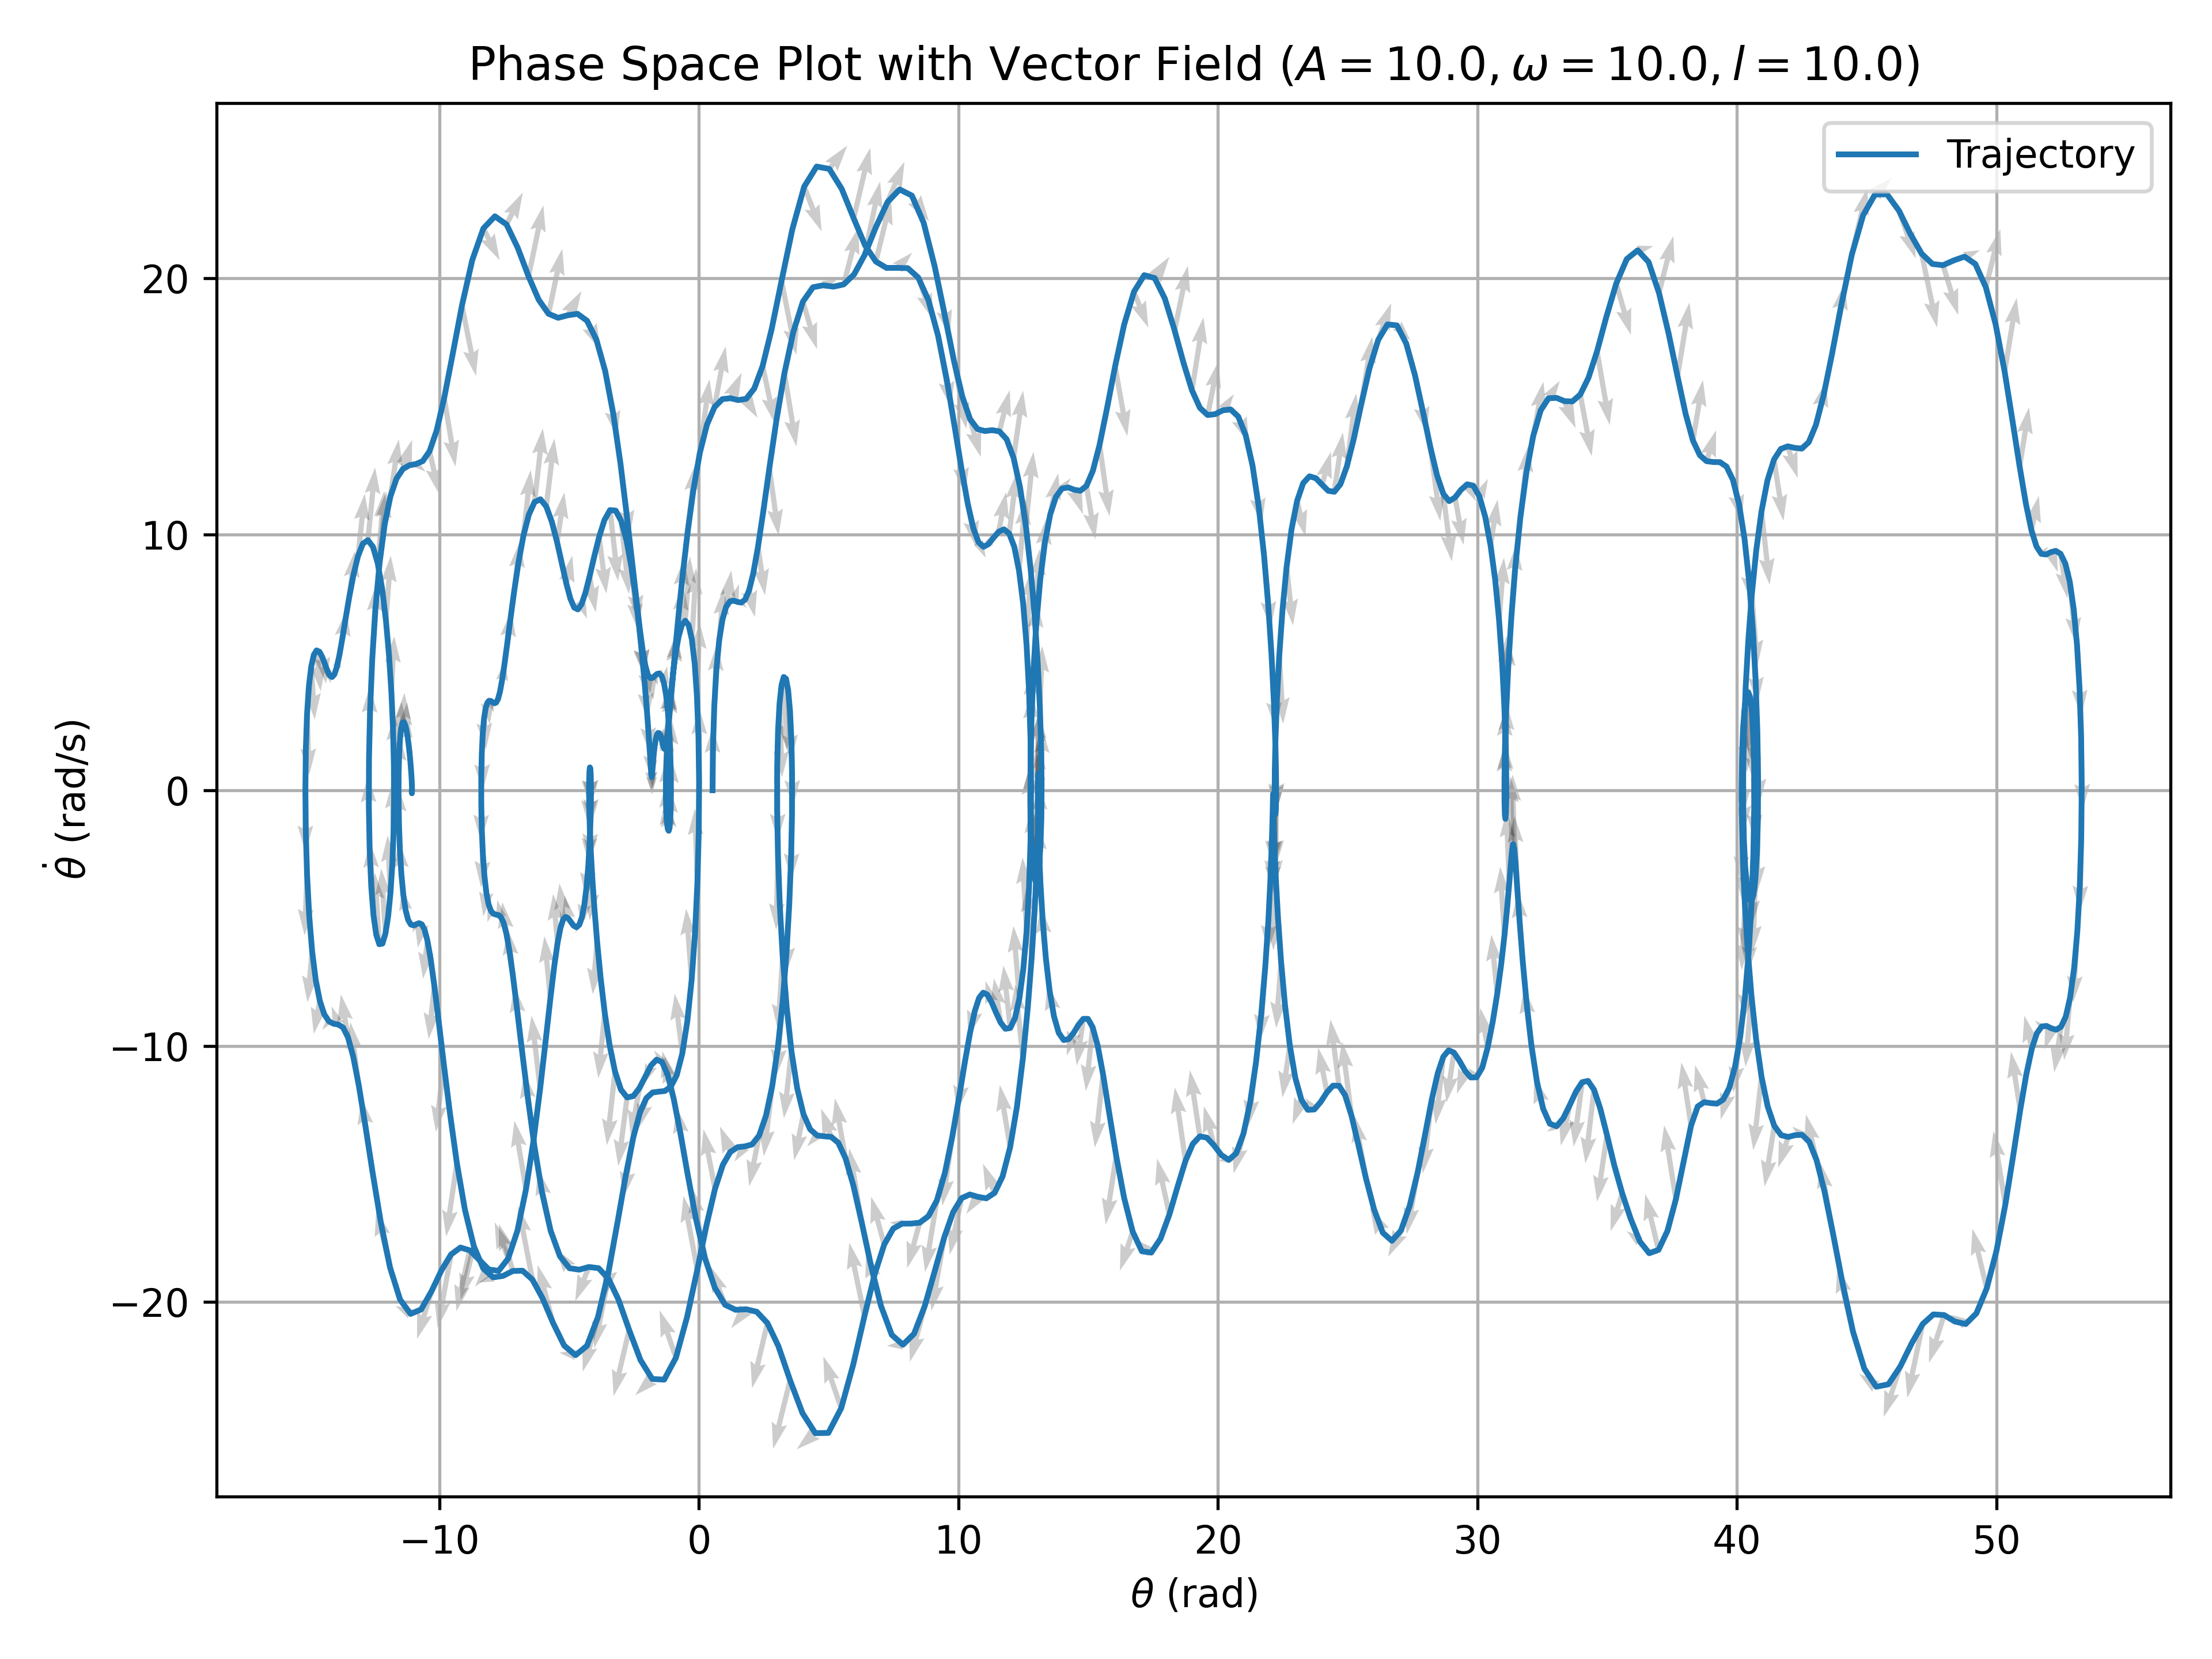 Phase Space Plot with Vector Field (A = 10.0, ω = 10.0, l = 10.0)
Trajectory
20
10
0
−10
−20
θ̇ (rad/s)
−10 0 10 20 30 40 50
θ (rad)